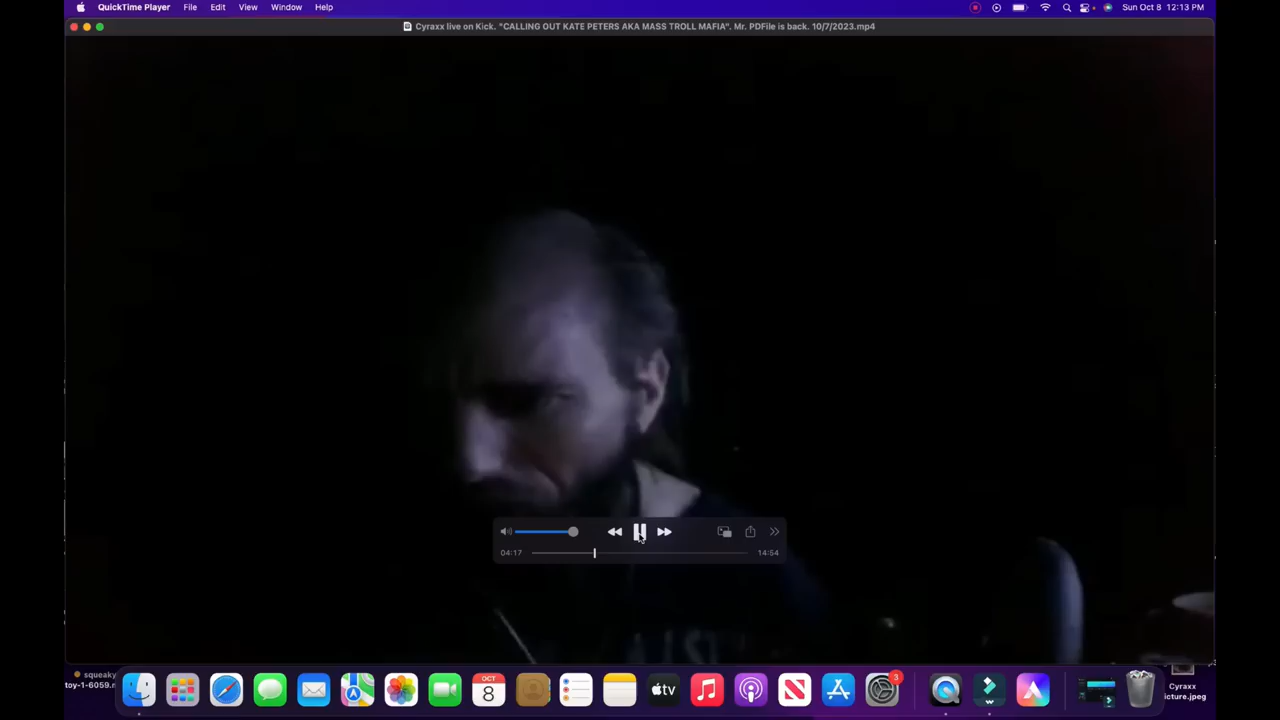 QuickTime Player File Edit View Window Help Sun Oct 8 12:13 PM
Cyraxx live on Kick. "CALLING OUT KATE PETERS AKA MASS TROLL MAFIA". Mr. PDFile is back. 10/7/2023.mp4
04:17 14:54
squeaky
toy-1-6059.
OCT
8
tv
3
Cyraxx
icture.jpeg